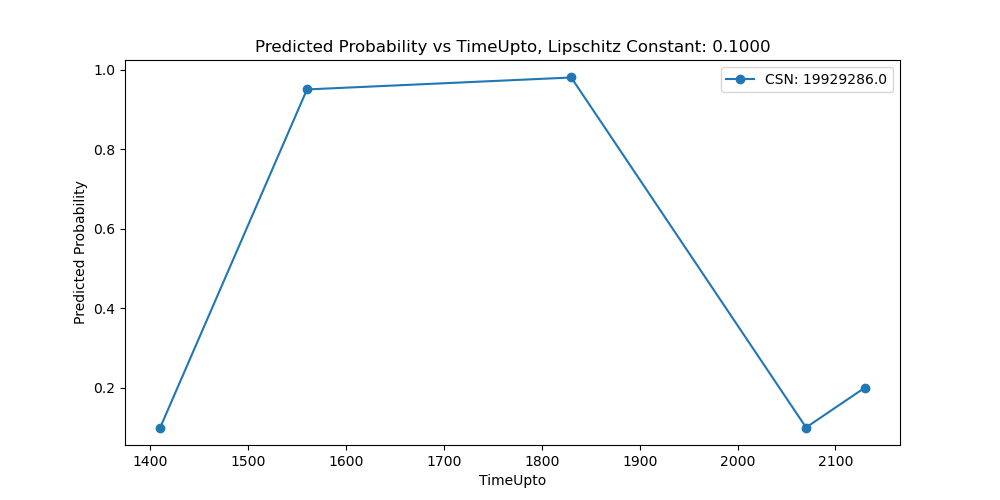 Predicted Probability vs TimeUpto, Lipschitz Constant: 0.1000
CSN: 19929286.0
Predicted Probability
1.0
0.8
0.6
0.4
0.2
1400 1500 1600 1700 1800 1900 2000 2100
TimeUpto